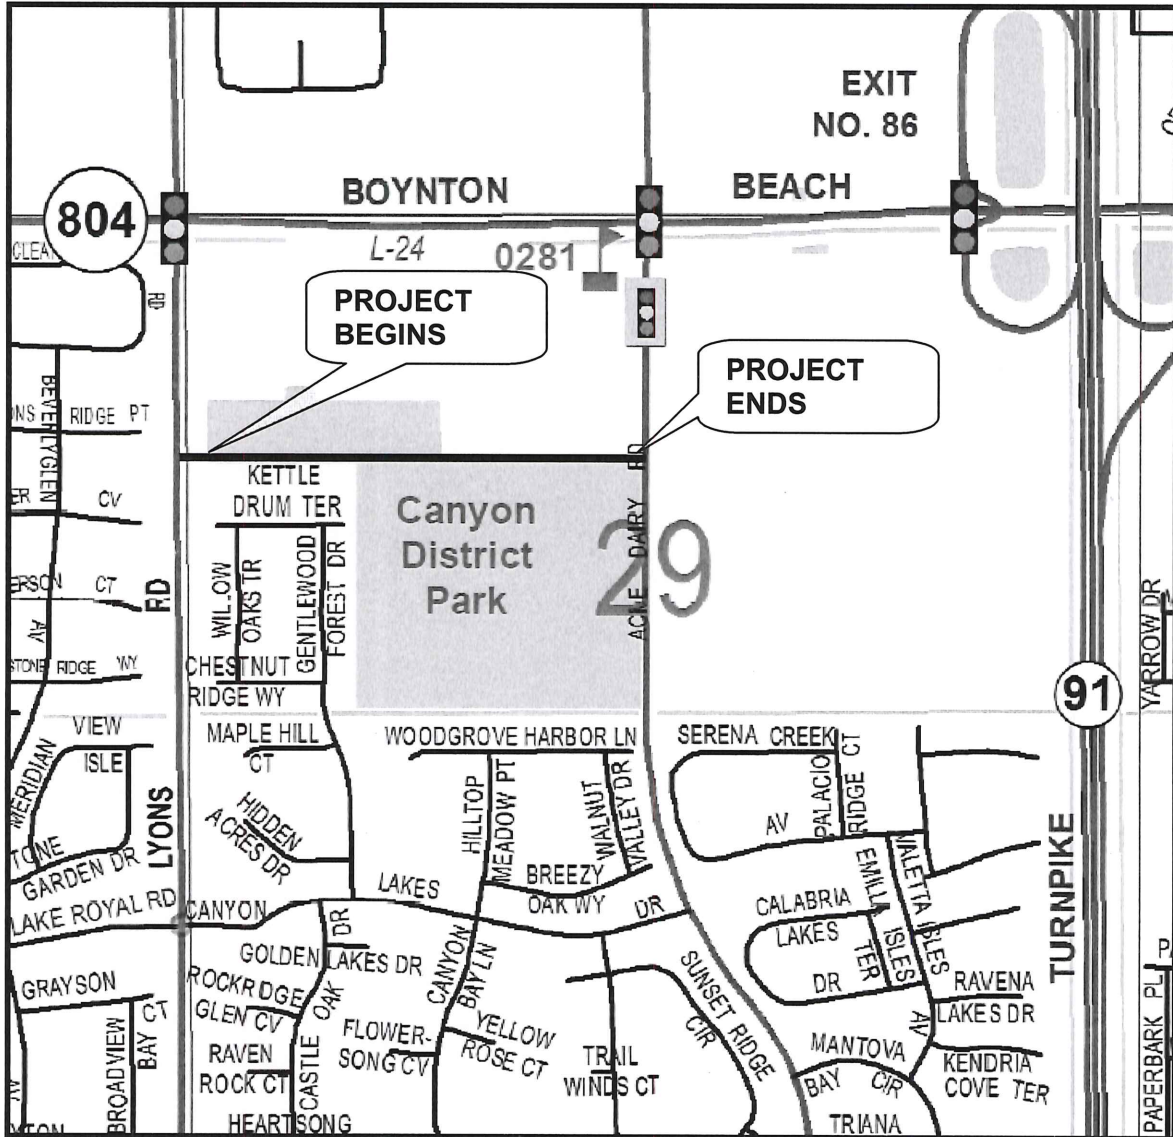 EXIT
NO. 86
BOYNTON
BEACH
804
L-24
0281
RD
PROJECT
BEGINS
PROJECT
ENDS
BEVERLYGLEN
AV
RIDGE PT
CV
CT
RIDGE WY
KETTLE
DRUM TER
WILLOW
OAKS TR
GENTLEWOOD
FOREST DR
CHESTNUT
RIDGE WY
Canyon
District
Park
29
ACME DAIRY RD
LYONS RD
91
TURNPIKE
YARROW DR
VIEW
ISLE
MERIDIAN
MAPLE HILL
CT
HIDDEN
ACRES DR
WOODGROVE HARBOR LN
HILLTOP
MEADOW PT
WALNUT
VALLEY DR
SERENA CREEK
AV
PALACIO
RIDGE CT
GARDEN DR
LAKE ROYAL RD
CANYON
LAKES
DR
BREEZY
OAK WY
EMILLA
ISLES
TER
VALETTA ISLES
AV
CALABRIA
LAKES
DR
GOLDEN LAKES DR
CASTLE OAK DR
CANYON
BAY LN
GRAYSON
CT
BROADVIEW
BAY
ROCKRIDGE
GLEN CV
RAVEN
ROCK CT
FLOWER-
SONG CV
YELLOW
ROSE CT
TRAIL
WINDS CT
SUNSET RIDGE
CIR
RAVENA
LAKES DR
MANTOVA
BAY CIR
KENDRIA
COVE TER
TRIANA
HEARTSONG
PAPERBARK PL